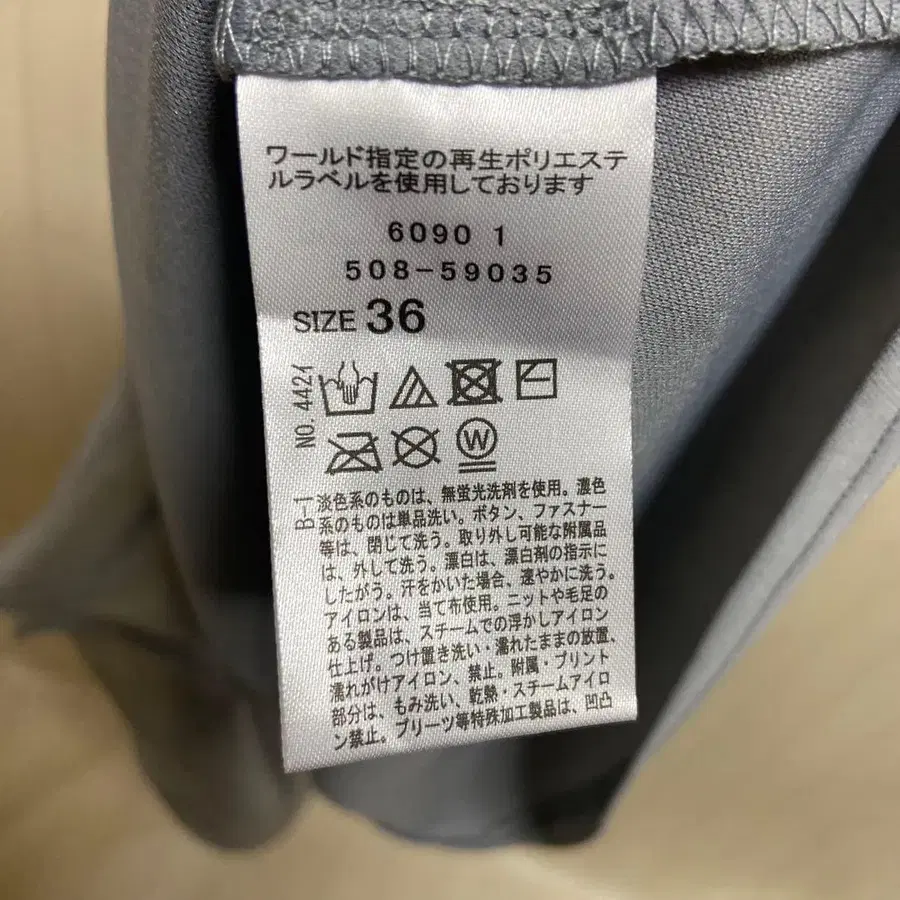 ワールド指定の再生ポリエステ
ルラベルを使用しております
6090 1
508-59035
SIZE 36
NO. 442イ
W
B-1
淡色系のものは、無蛍光洗剤を使用。濃色
系のものは単品洗い。ボタン、ファスナー
等は、閉じて洗う。取り外し可能な附属品
は、外して洗う。漂白は、漂白剤の指示に
したがう。汗をかいた場合、速やかに洗う。
アイロンは、当て布使用。ニットや毛足の
ある製品は、スチームでの浮かしアイロン
仕上げ。つけ置き洗い・濡れたままの放置、
濡れがけアイロン、禁止。附属・プリント
部分は、もみ洗い、乾熱・スチームアイロ
ン禁止。プリーツ等特殊加工製品は、凹凸